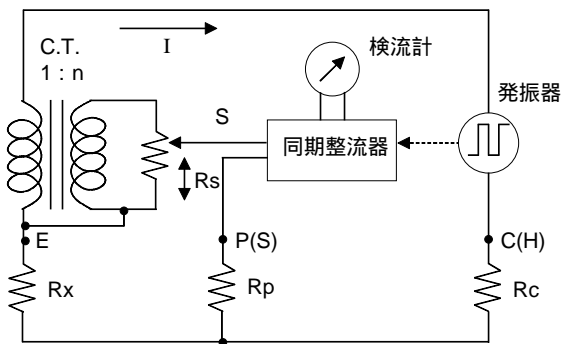 C.T.
1 : n
I
検流計
発振器
S
同期整流器
Rs
E
P(S)
C(H)
Rx
Rp
Rc